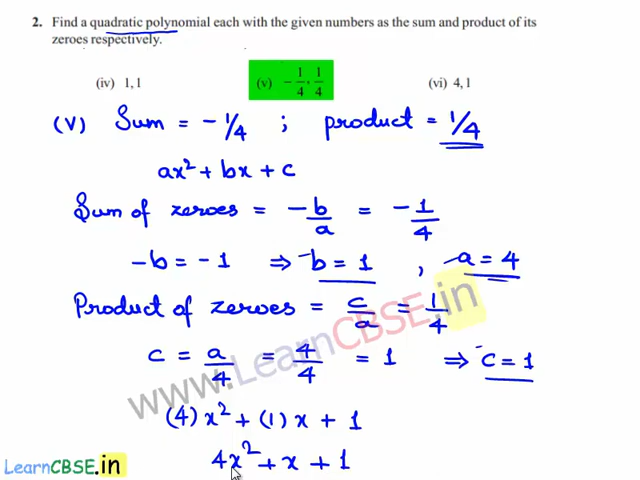 2. Find a quadratic polynomial each with the given numbers as the sum and product of its
zeroes respectively.
(iv) 1, 1 (v) -1/4, 1/4 (vi) 4, 1
(V) Sum = -1/4 ; product = 1/4
ax² + bx + c
Sum of zeroes = -b/a = -1/4
-b = -1 ⇒ b = 1 , a = 4
Product of zeroes = c/a = 1/4
c = a/4 = 4/4 = 1 ⇒ c = 1
(4)x² + (1)x + 1
4x² + x + 1
www.LearnCBSE.in
LearnCBSE.in